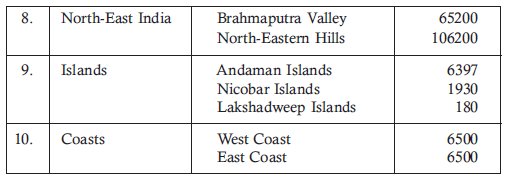 8. North-East India Brahmaputra Valley 65200
North-Eastern Hills 106200
9. Islands Andaman Islands 6397
Nicobar Islands 1930
Lakshadweep Islands 180
10. Coasts West Coast 6500
East Coast 6500